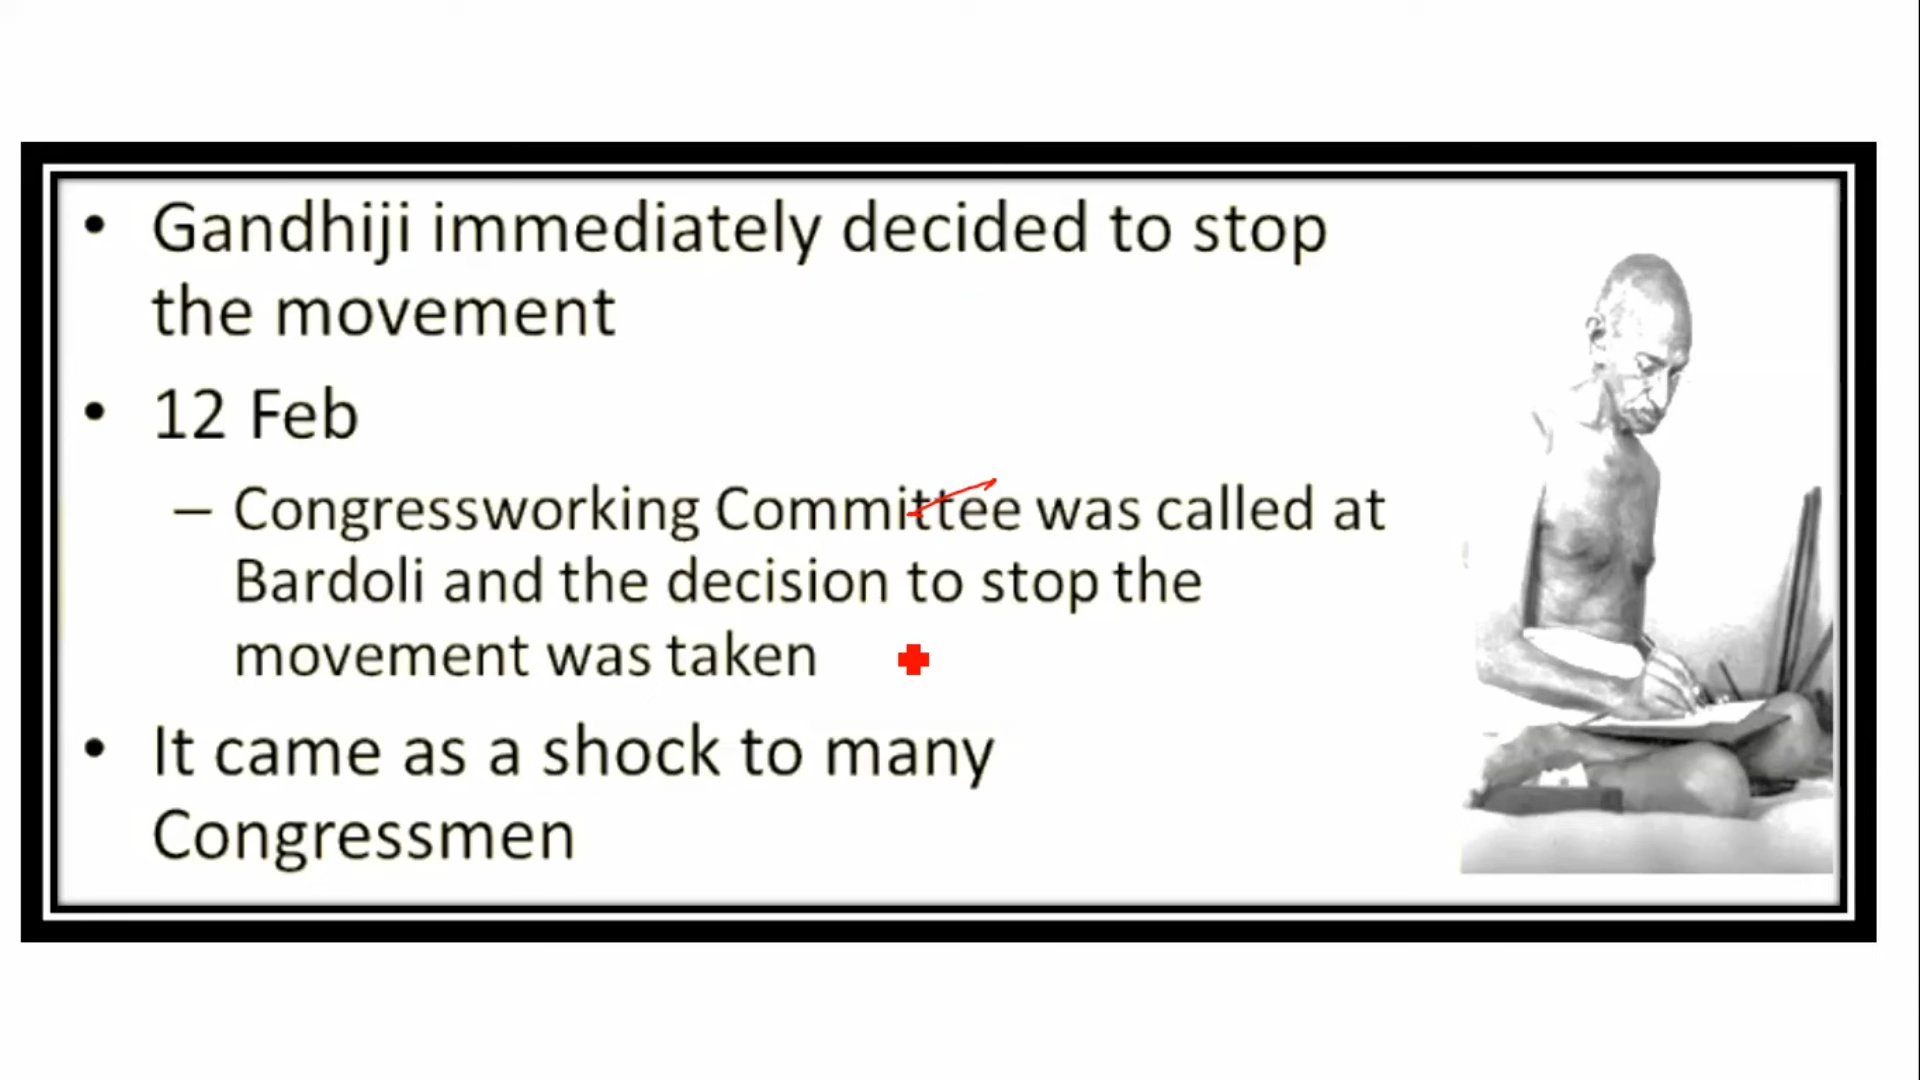 • Gandhiji immediately decided to stop
the movement
• 12 Feb
– Congressworking Committee was called at
Bardoli and the decision to stop the
movement was taken
• It came as a shock to many
Congressmen